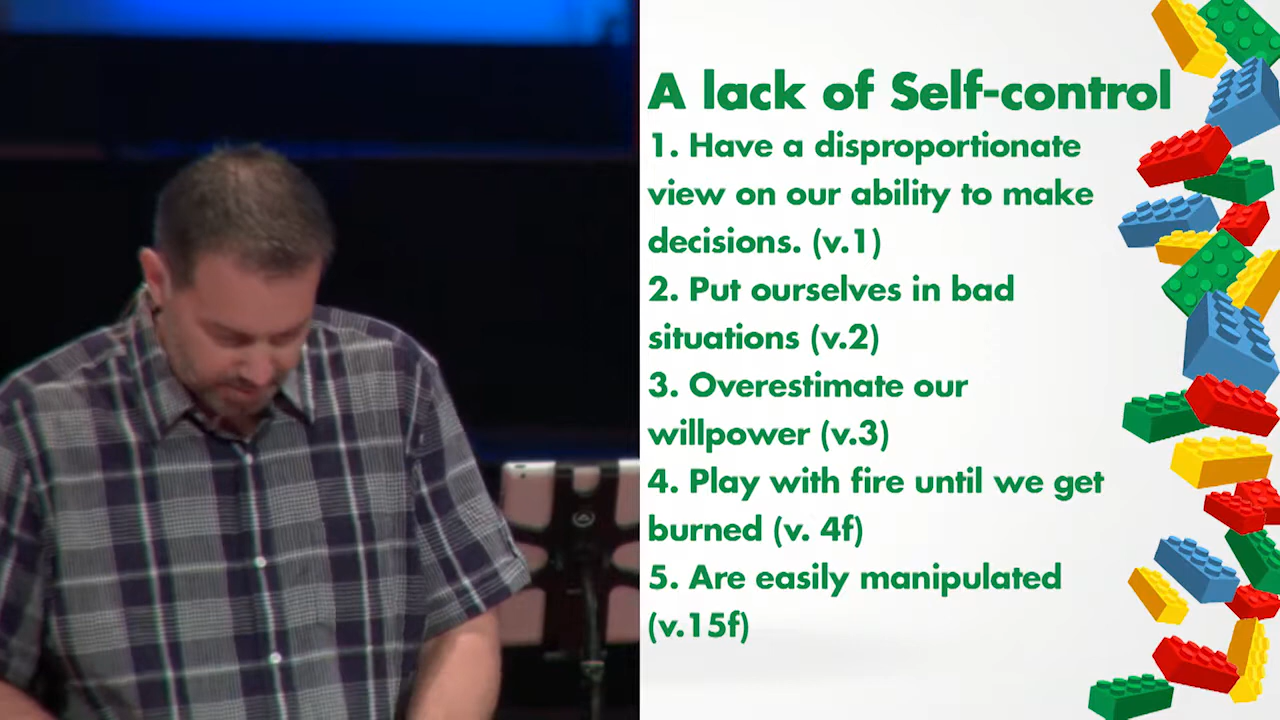 A lack of Self-control
1. Have a disproportionate
view on our ability to make
decisions. (v.1)
2. Put ourselves in bad
situations (v.2)
3. Overestimate our
willpower (v.3)
4. Play with fire until we get
burned (v. 4f)
5. Are easily manipulated
(v.15f)